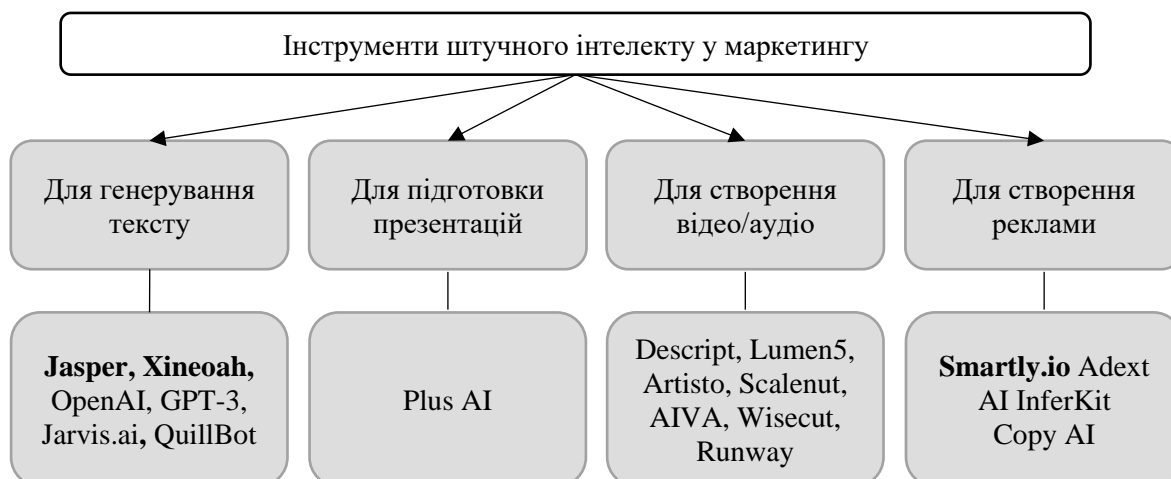 Інструменти штучного інтелекту у маркетингу
Для генерування
тексту
Для підготовки
презентацій
Для створення
відео/аудіо
Для створення
реклами
Jasper, Xineoah,
OpenAI, GPT-3,
Jarvis.ai, QuillBot
Plus AI
Descript, Lumen5,
Artisto, Scalenut,
AIVA, Wisecut,
Runway
Smartly.io Adext
AI InferKit
Copy AI